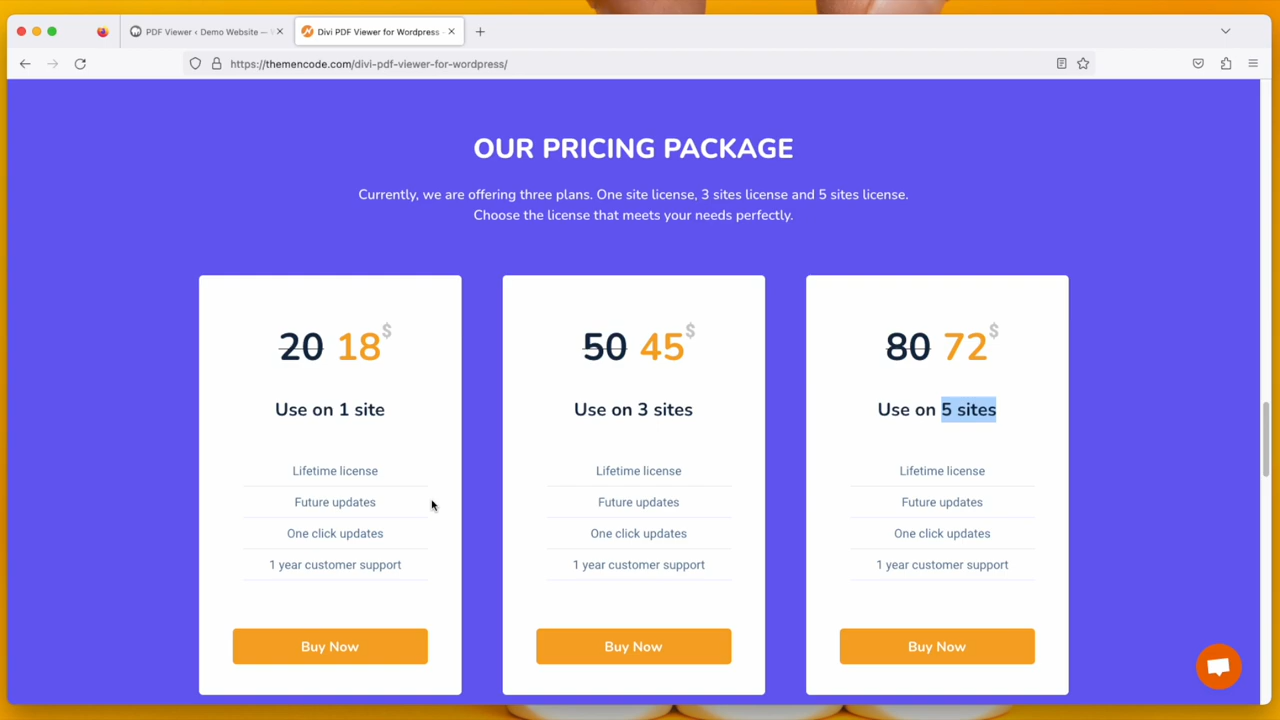 PDF Viewer ‹ Demo Website —
Divi PDF Viewer for Wordpress -
https://themencode.com/divi-pdf-viewer-for-wordpress/
OUR PRICING PACKAGE
Currently, we are offering three plans. One site license, 3 sites license and 5 sites license.
Choose the license that meets your needs perfectly.
20 18$
Use on 1 site
Lifetime license
Future updates
One click updates
1 year customer support
Buy Now
50 45$
Use on 3 sites
Lifetime license
Future updates
One click updates
1 year customer support
Buy Now
80 72$
Use on 5 sites
Lifetime license
Future updates
One click updates
1 year customer support
Buy Now